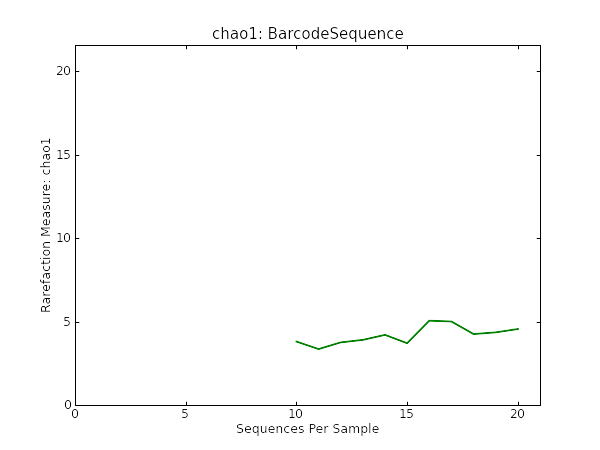 chao1: BarcodeSequence
Rarefaction Measure: chao1
20
15
10
5
0
0 5 10 15 20
Sequences Per Sample